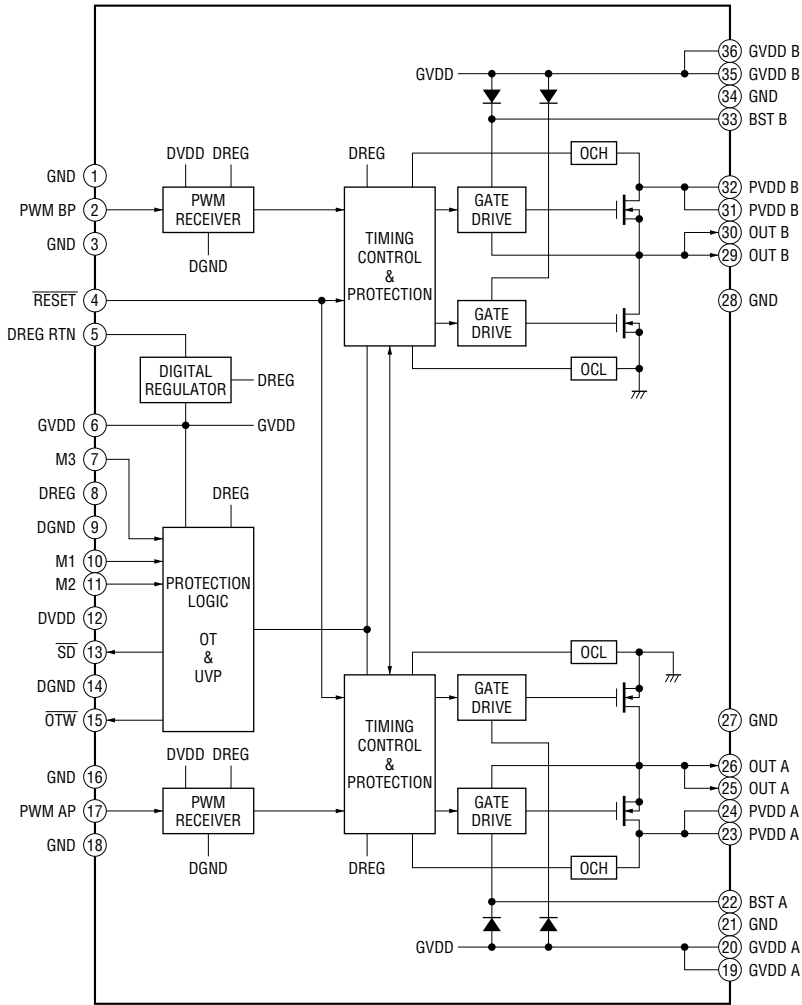 GND 1
PWM BP 2
GND 3
RESET 4
DREG RTN 5
GVDD 6
M3 7
DREG 8
DGND 9
M1 10
M2 11
DVDD 12
SD 13
DGND 14
OTW 15
GND 16
PWM AP 17
GND 18
DVDD DREG
PWM
RECEIVER
DGND
DIGITAL
REGULATOR
DREG
GVDD
DREG
PROTECTION
LOGIC
OT
&
UVP
DVDD DREG
PWM
RECEIVER
DGND
DREG
TIMING
CONTROL
&
PROTECTION
TIMING
CONTROL
&
PROTECTION
DREG
GVDD
OCH
GATE
DRIVE
GATE
DRIVE
OCL
OCL
GATE
DRIVE
GATE
DRIVE
OCH
GVDD
36 GVDD B
35 GVDD B
34 GND
33 BST B
32 PVDD B
31 PVDD B
30 OUT B
29 OUT B
28 GND
27 GND
26 OUT A
25 OUT A
24 PVDD A
23 PVDD A
22 BST A
21 GND
20 GVDD A
19 GVDD A